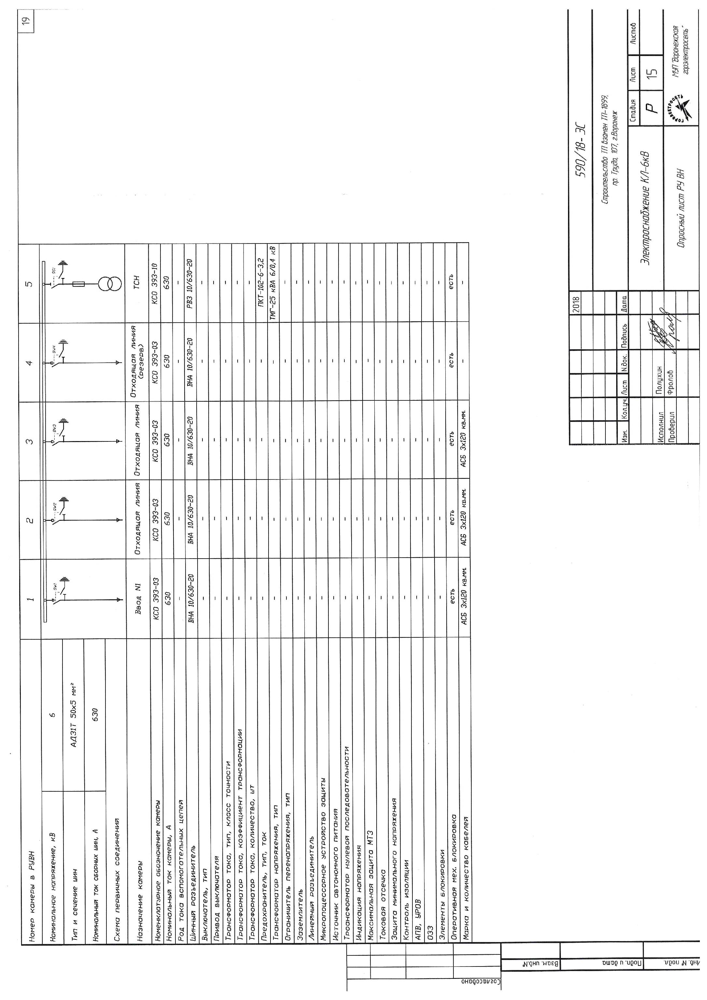 19
Номер камеры в РУВН 1 2 3 4 5
Номинальное напряжение, кВ 6
Тип и сечение шин АД31Т 50х5 мм²
Номинальный ток сборных шин, А 630
Схема первичных соединений QW1 QW2 QW3 QW4 QS1
Назначение камеры Ввод N1 Отходящая линия Отходящая линия Отходящая линия (резерв) ТСН
Номенклатурное обозначение камеры КСО 393-03 КСО 393-03 КСО 393-03 КСО 393-03 КСО 393-10
Номинальный ток камеры, А 630 630 630 630 630
Род тока вспомогательных цепей - - - - -
Шинный разъединитель ВНА 10/630-20 ВНА 10/630-20 ВНА 10/630-20 ВНА 10/630-20 РВЗ 10/630-20
Выключатель, тип - - - - -
Привод выключателя - - - - -
Трансформатор тока, тип, класс точности - - - - -
Трансформатор тока, коэффициент трансформации - - - - -
Трансформатор тока, количество, шт - - - - -
Предохранитель, тип, ток - - - - ПКТ-102-6-3,2
Трансформатор напряжения, тип - - - - ТМГ-25 кВА 6/0,4 кВ
Ограничитель перенапряжения, тип - - - - -
Заземлитель - - - - -
Линейный разъединитель - - - - -
Микропоцессорное устройство защиты - - - - -
Источник автономного питания - - - - -
Троансформатор нулевой последовательности - - - - -
Индикация напряжения - - - - -
Максимальная защита МТЗ - - - - -
Токовая отсечка - - - - -
Защита минимального напряжения - - - - -
Контроль изоляции - - - - -
АПВ, УРОВ - - - - -
ОЗЗ - - - - -
Элементы блокировки - - - - -
Оперативная мех. блокировка есть есть есть есть есть
Марка и количество кабелей АСБ 3х120 кв.мм. АСБ 3х120 кв.мм. АСБ 3х120 кв.мм. - -
Согласовано
Взам. инв.N
Подп. и дата
Инв. N подл.
2018
590/18- ЭС
Строительство ТП взамен ТП-1899,
пр. Труда, 107, г.Воронеж
Изм. Кол.уч. Лист N.док. Подпись Дата
Исполнил Полухин
Проверил Фролов
Электроснабжение КЛ-6кВ
Стадия Лист Листов
Р 15
Опросный лист РУ ВН
ГОРЭЛЕКТРОСЕТЬ
МУП "Воронежская
горэлектросеть"